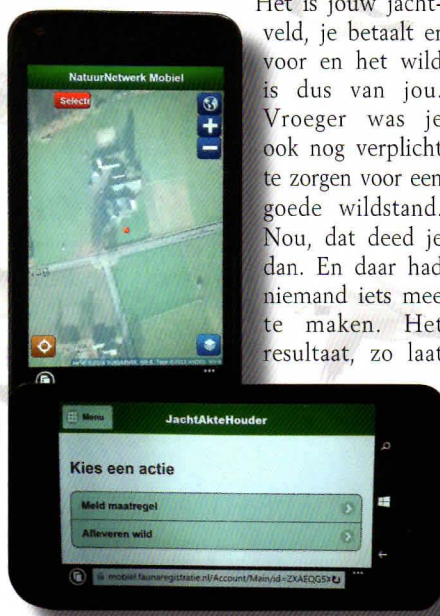 Het is jouw jacht-
veld, je betaalt er
voor en het wild
is dus van jou.
Vroeger was je
ook nog verplicht
te zorgen voor een
goede wildstand.
Nou, dat deed je
dan. En daar had
niemand iets mee
te maken. Het
resultaat, zo laat
NatuurNetwerk Mobiel
Select
+
−
Menu
JachtAkteHouder
Kies een actie
Meld maatregel
Afleveren wild
mobiel.faunaregistratie.nl/Account/Main/id=ZXAEQG5X